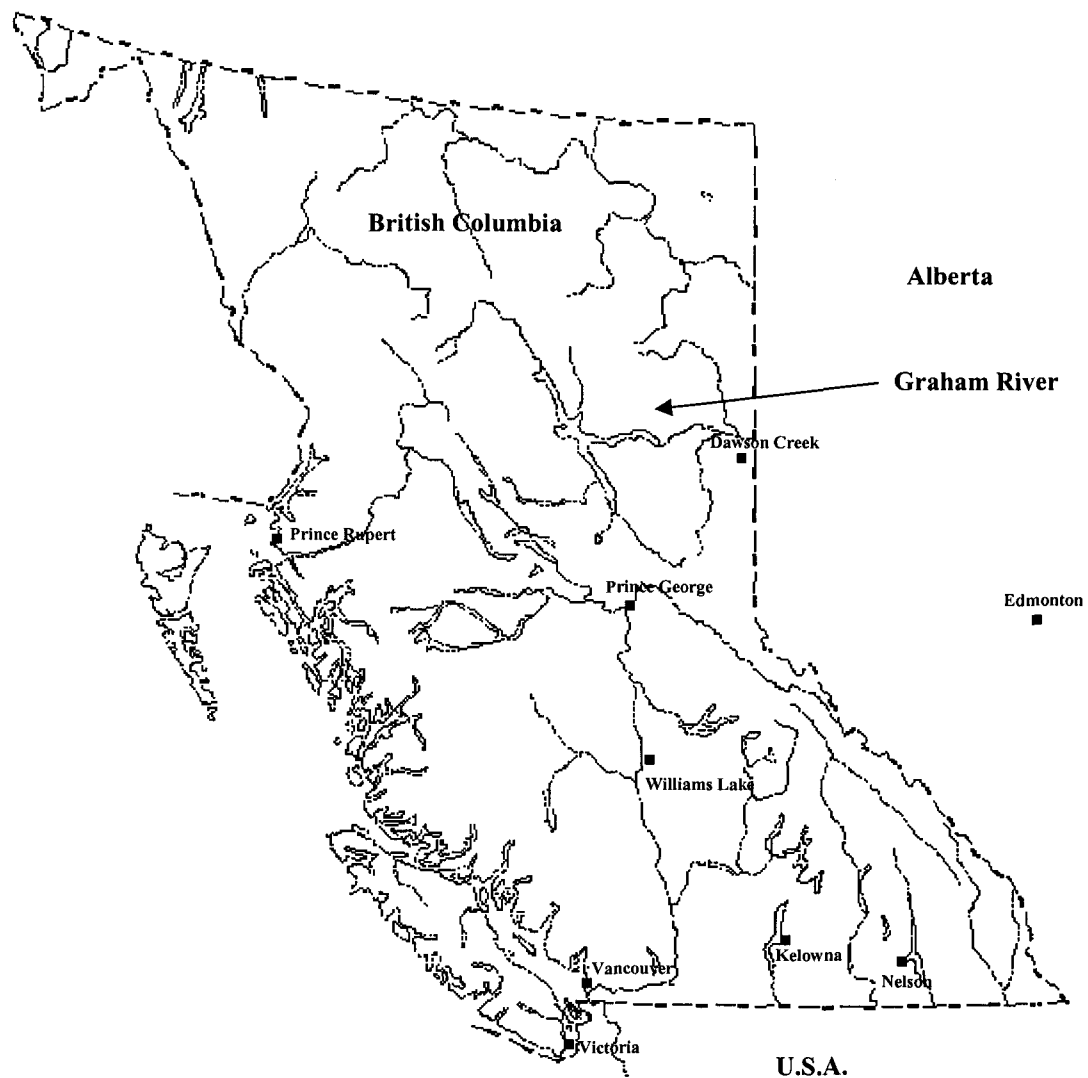 British Columbia
Alberta
Graham River
Dawson Creek
Prince Rupert
Prince George
Edmonton
Williams Lake
Kelowna
Vancouver
Nelson
Victoria
U.S.A.